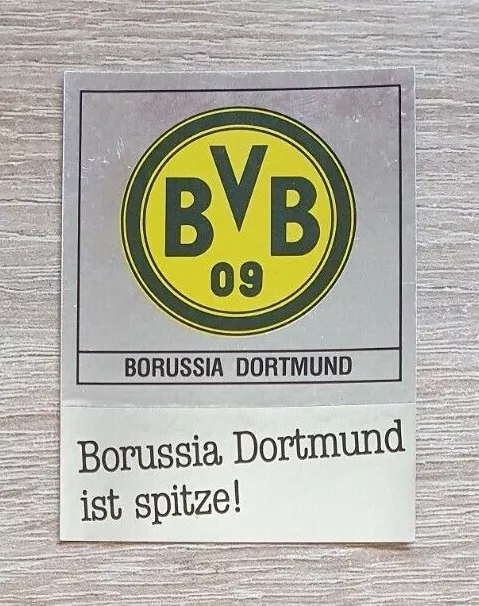 BVB
09
BORUSSIA DORTMUND
Borussia Dortmund
ist spitze!